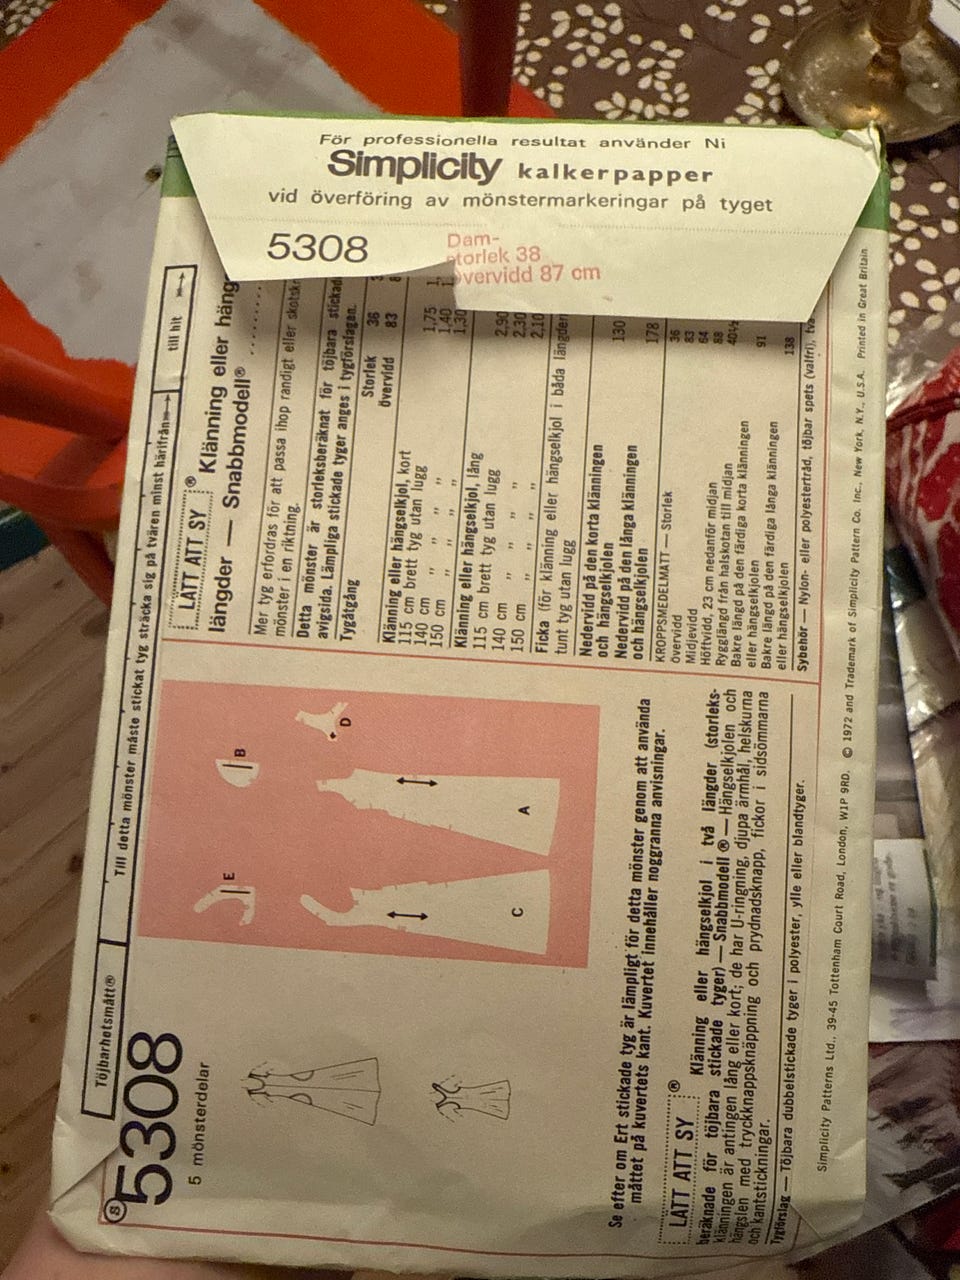 För professionella resultat använder Ni
Simplicity kalkerpapper
vid överföring av mönstermarkeringar på tyget
5308
Dam-
storlek 38
Övervidd 87 cm
Töjbarhetsmått®
Till detta mönster måste stickat tyg sträcka sig på tvären minst härifrån
till hit
S
5308
5 mönsterdelar
E
B
D
C
A
Se efter om Ert stickade tyg är lämpligt för detta mönster genom att använda
måttet på kuvertets kant. Kuvertet innehåller noggranna anvisningar.
LÄTT ATT SY ® Klänning eller hängselkjol i två längder (storleks-
beräknade för töjbara stickade tyger) — Snabbmodell® — Hängselkjolen och
klänningen är antingen lång eller kort; de har U-ringning, djupa ärmhål, helskurna
hängslen med tryckknappsknäppning och prydnadsknapp, fickor i sidsömmarna
och kantstickningar.
Tygförslag — Töjbara dubbelstickade tyger i polyester, ylle eller blandtyger.
LÄTT ATT SY ® Klänning eller häng
längder — Snabbmodell®
Mer tyg erfordras för att passa ihop randigt eller skotskr
mönster i en riktning.
Detta mönster är storleksberäknat för töjbara stickad
avigsida. Lämpliga stickade tyger anges i tygförslagen.
Tygåtgång
Storlek 36
Övervidd 83
Klänning eller hängselkjol, kort
115 cm brett tyg utan lugg 1,75
140 cm ,, ,, ,, 1,40
150 cm ,, ,, ,, 1,30
Klänning eller hängselkjol, lång
115 cm brett tyg utan lugg 2,90
140 cm ,, ,, ,, 2,30
150 cm ,, ,, ,, 2,10
Ficka (för klänning eller hängselkjol i båda längder
tunt tyg utan lugg
Nedervidd på den korta klänningen
och hängselkjolen 130
Nedervidd på den långa klänningen
och hängselkjolen 178
KROPPSMEDELMATT — Storlek 36
Övervidd 83
Midjevidd 64
Höftvidd, 23 cm nedanför midjan 88
Rygglängd från halskotan till midjan 40½
Bakre längd på den färdiga korta klänningen
eller hängselkjolen 91
Bakre längd på den färdiga långa klänningen
eller hängselkjolen 138
Sybehör — Nylon- eller polyestertråd, töjbar spets (valfri), två
Simplicity Patterns Ltd., 39-45 Tottenham Court Road, London, W1P 9RD. © 1972 and Trademark of Simplicity Pattern Co. Inc., New York, N.Y., U.S.A. Printed in Great Britain